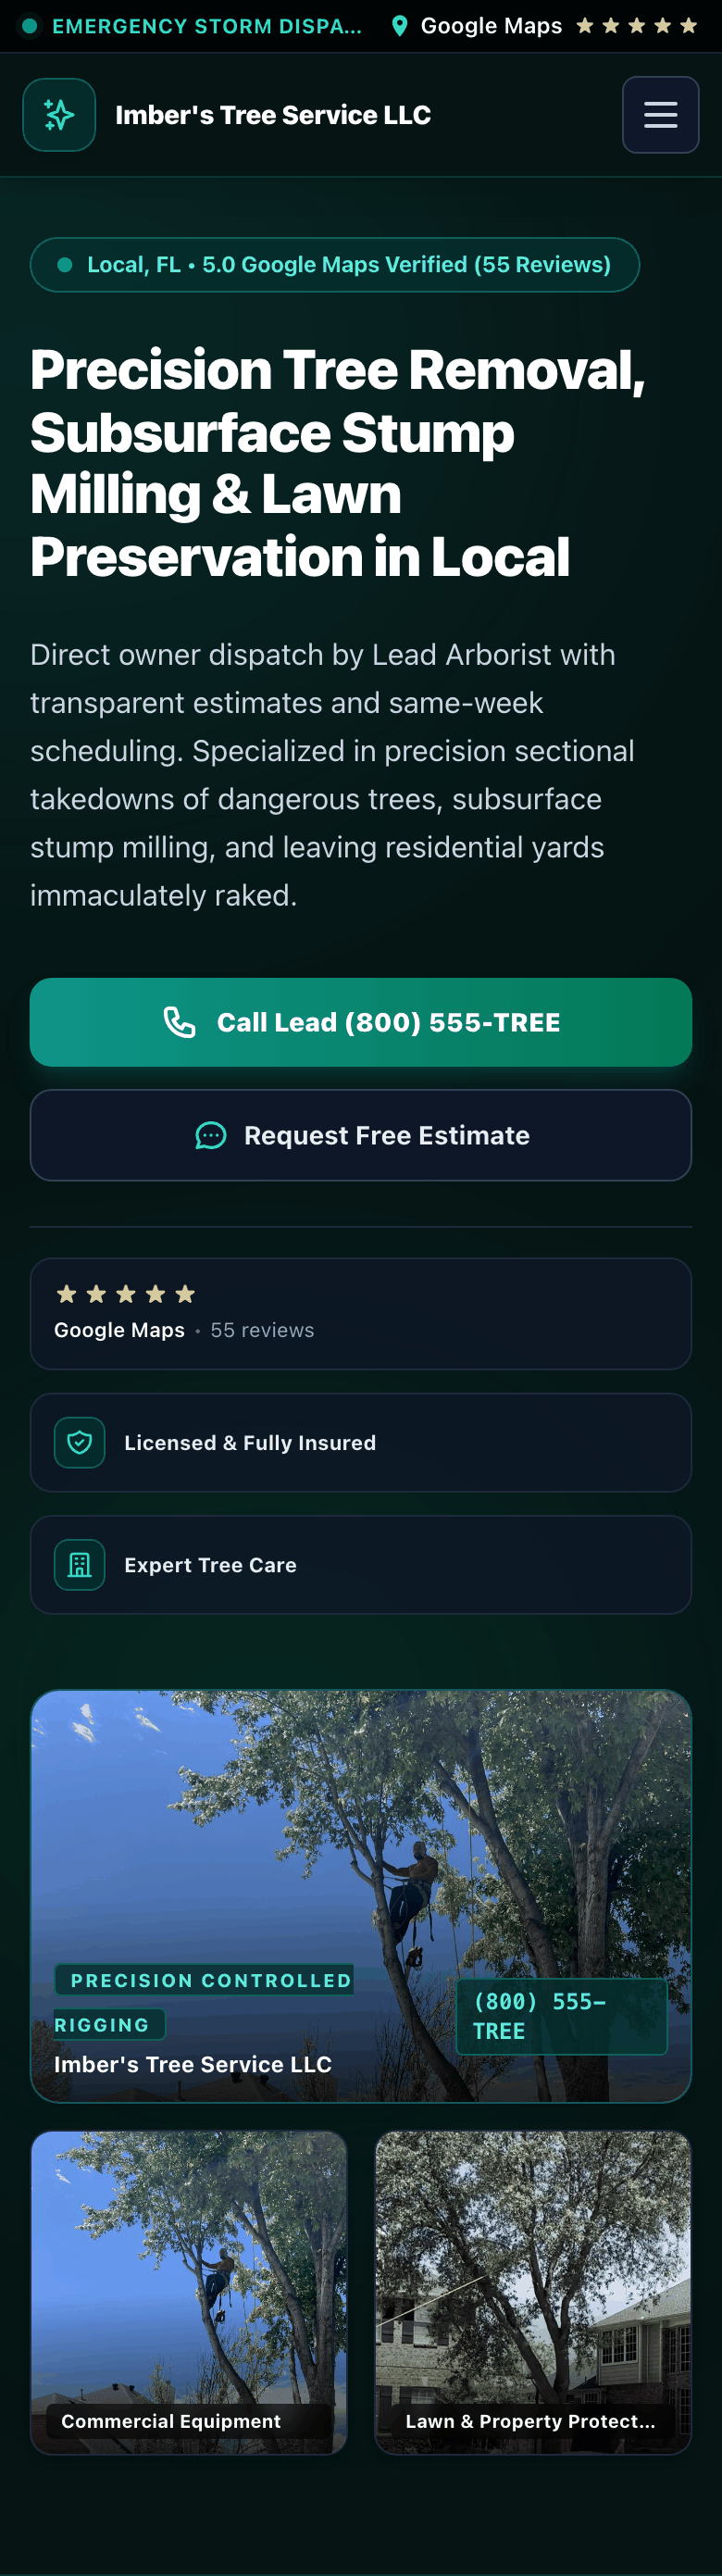 EMERGENCY STORM DISPA...
Google Maps
Imber's Tree Service LLC
Local, FL • 5.0 Google Maps Verified (55 Reviews)
Precision Tree Removal,
Subsurface Stump
Milling & Lawn
Preservation in Local
Direct owner dispatch by Lead Arborist with
transparent estimates and same-week
scheduling. Specialized in precision sectional
takedowns of dangerous trees, subsurface
stump milling, and leaving residential yards
immaculately raked.
Call Lead (800) 555-TREE
Request Free Estimate
Google Maps • 55 reviews
Licensed & Fully Insured
Expert Tree Care
PRECISION CONTROLLED
RIGGING
Imber's Tree Service LLC
(800) 555-
TREE
Commercial Equipment
Lawn & Property Protect...